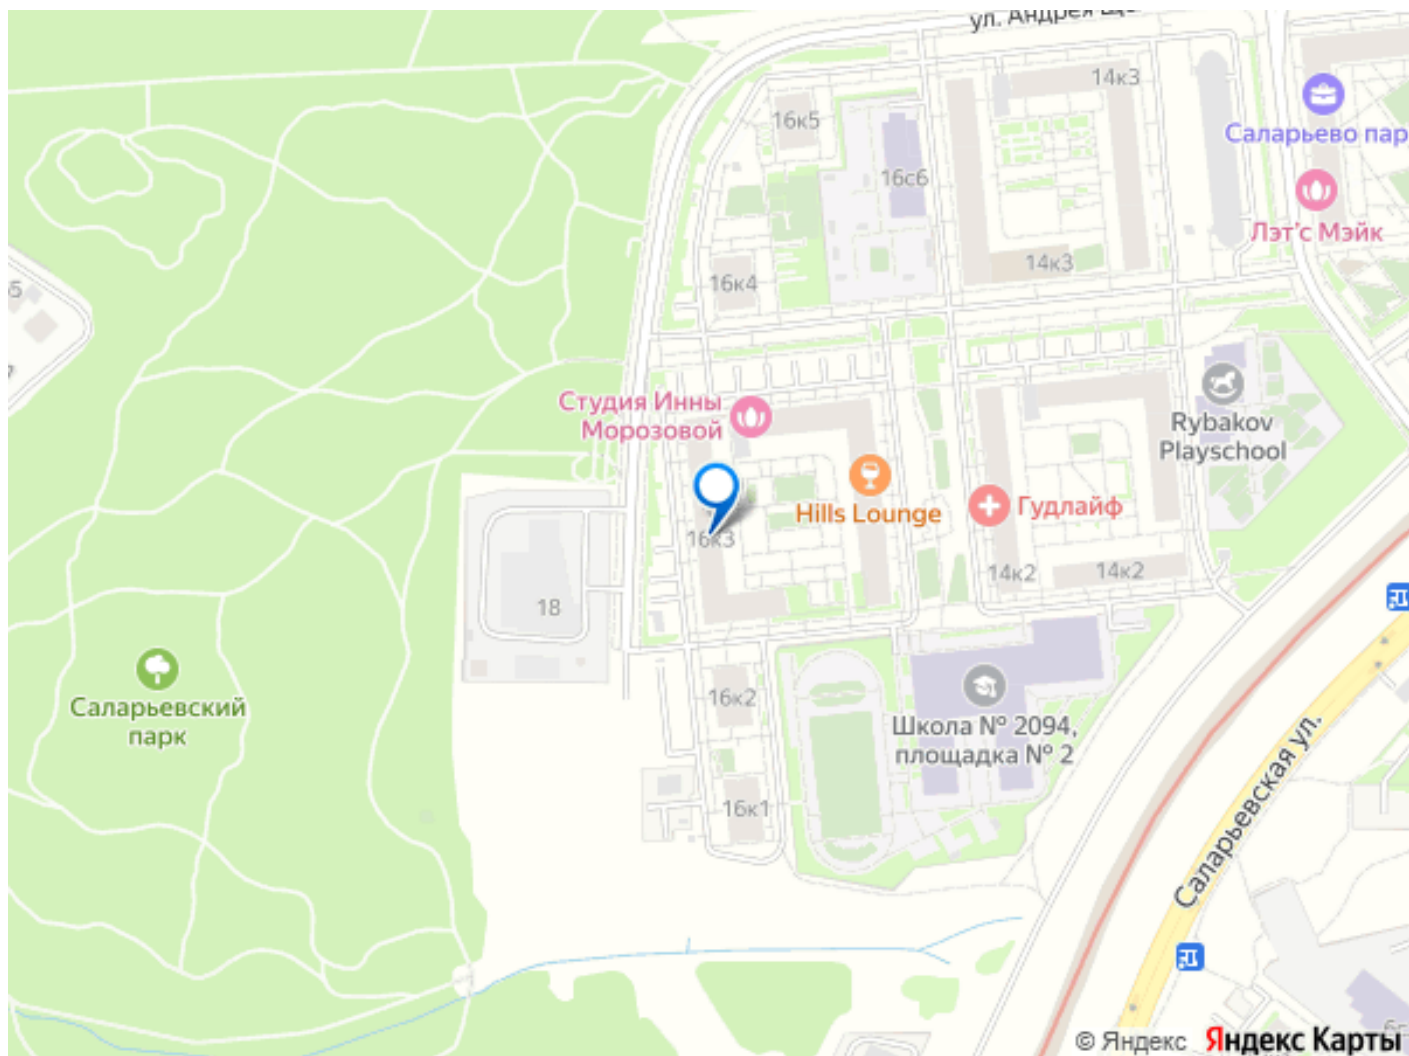 ул. Андрея
14к3
16к5
Саларьево пар
16с6
Лэт'с Мэйк
14к3
16к4
Студия Инны
Морозовой
Rybakov
Playschool
Hills Lounge
Гудлайф
16к3
14к2
14к2
18
16к2
Саларьевский
парк
Школа № 2094,
площадка № 2
16к1
Саларьевская ул.
© Яндекс
Яндекс Карты